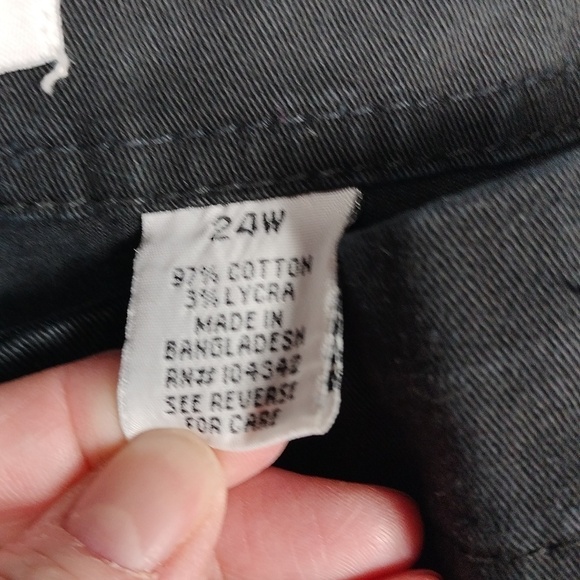 24W
97% COTTON
3% LYCRA
MADE IN
BANGLADESH
RN# 104342
SEE REVERSE
FOR CARE